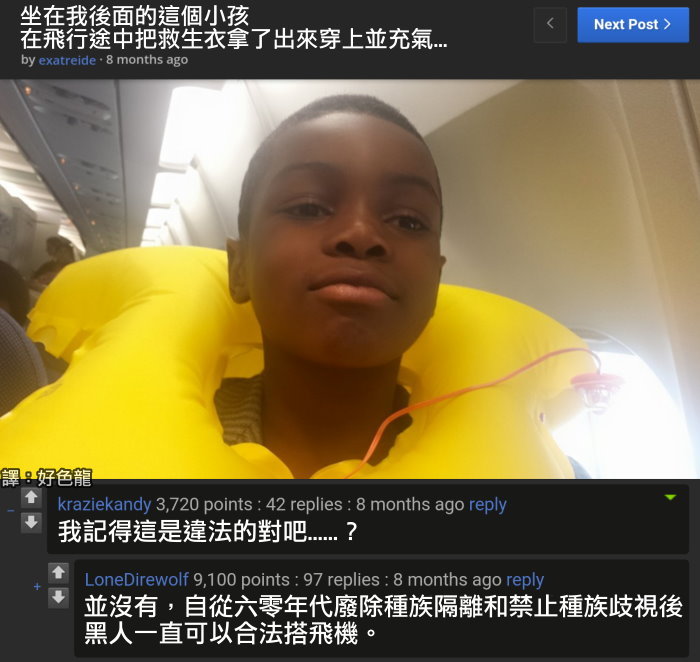 坐在我後面的這個小孩
在飛行途中把救生衣拿了出來穿上並充氣...
by exatreide · 8 months ago
Next Post
譯：好色龍
kraziekandy 3,720 points : 42 replies : 8 months ago reply
我記得這是違法的對吧......？
LoneDirewolf 9,100 points : 97 replies : 8 months ago reply
並沒有，自從六零年代廢除種族隔離和禁止種族歧視後
黑人一直可以合法搭飛機。